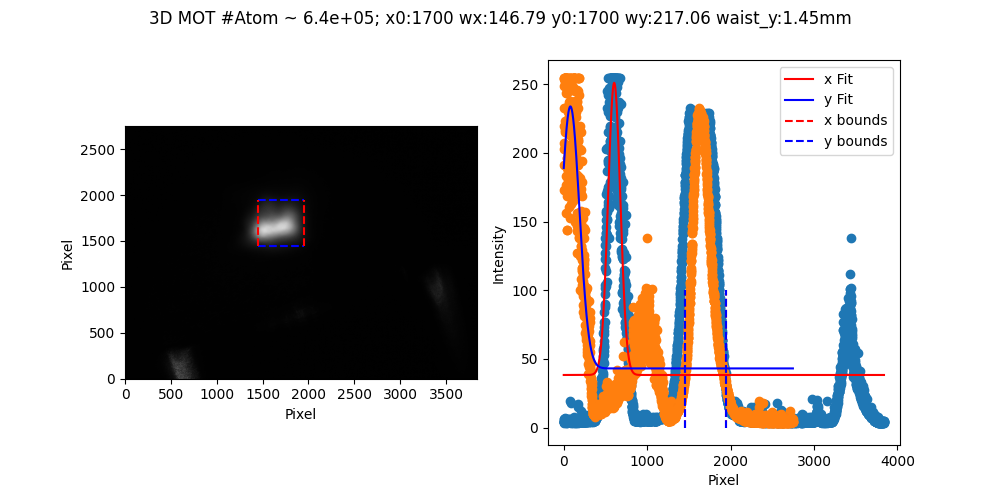 3D MOT #Atom ~ 6.4e+05; x0:1700 wx:146.79 y0:1700 wy:217.06 waist_y:1.45mm
2500
2000
1500
1000
500
0
Pixel
0 500 1000 1500 2000 2500 3000 3500
Pixel
250
200
150
100
50
0
Intensity
0 1000 2000 3000 4000
Pixel
x Fit
y Fit
x bounds
y bounds